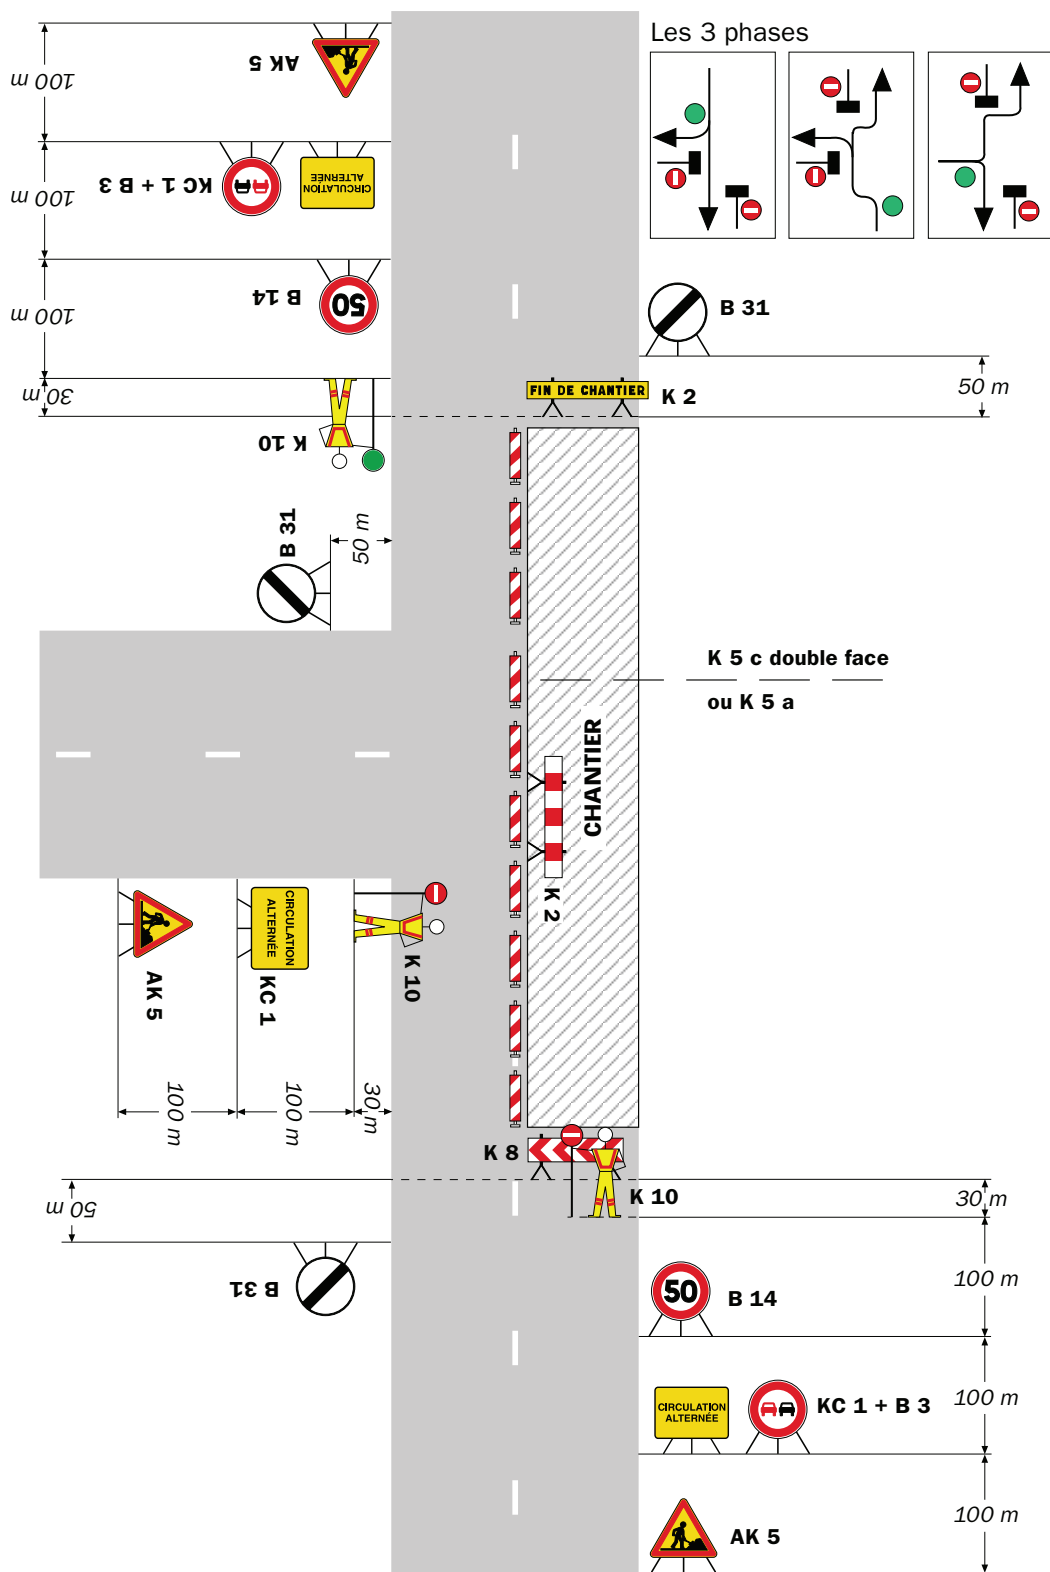 Les 3 phases
100 m
AK 5
100 m
KC 1 + B 3
CIRCULATION
ALTERNÉE
100 m
B 14
50
30 m
K 10
B 31
50 m
FIN DE CHANTIER
K 2
B 31
50 m
K 5 c double face
ou K 5 a
CHANTIER
K 2
AK 5
CIRCULATION
ALTERNÉE
KC 1
K 10
100 m
100 m
30 m
K 8
K 10
30 m
50 m
B 31
50
B 14
100 m
CIRCULATION
ALTERNÉE
KC 1 + B 3
100 m
AK 5
100 m